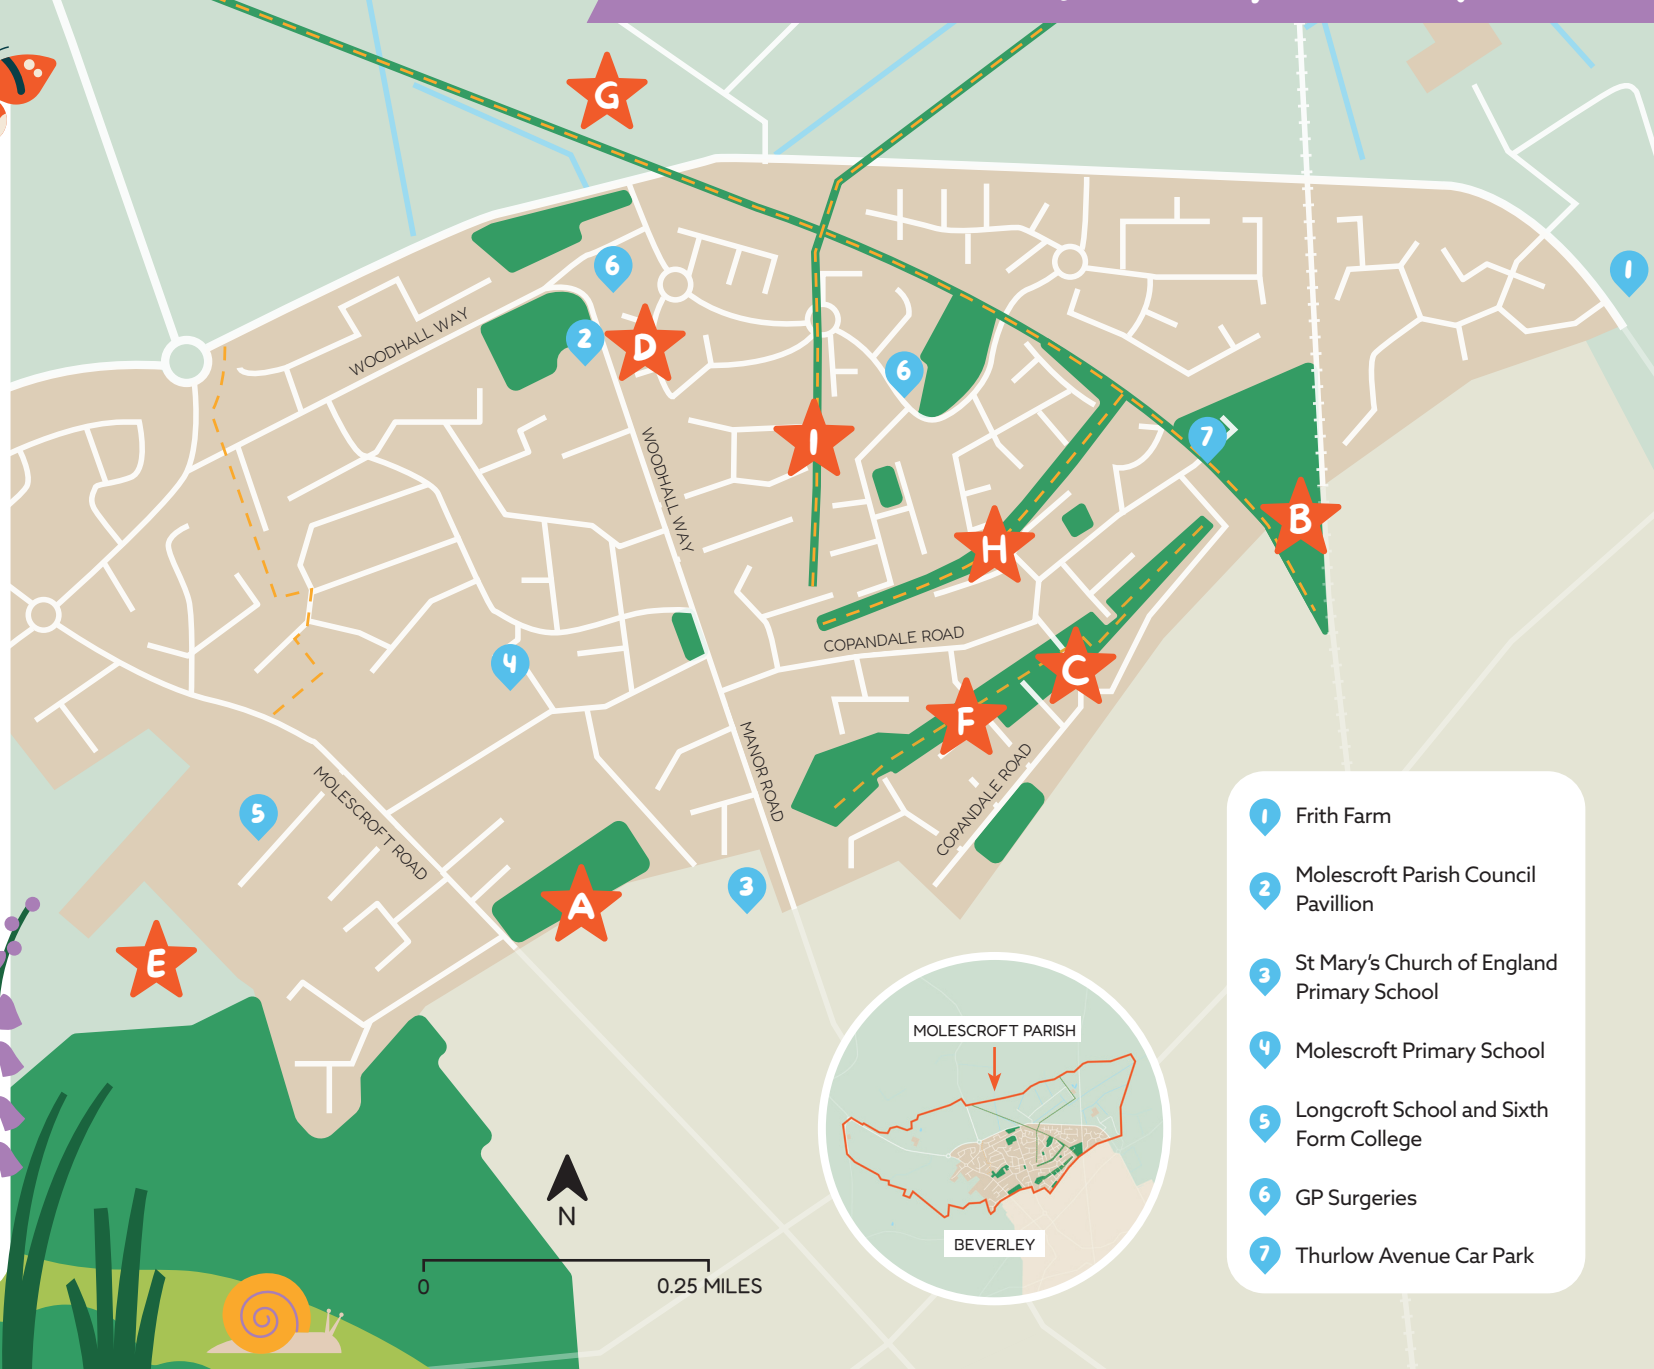 G
6
1
WOODHALL WAY
2
D
6
1
7
WOODHALL WAY
B
H
COPANDALE ROAD
4
C
F
MANOR ROAD
MOLESCROFT ROAD
COPANDALE ROAD
5
3
A
E
1 Frith Farm
2 Molescroft Parish Council
Pavillion
3 St Mary's Church of England
Primary School
4 Molescroft Primary School
5 Longcroft School and Sixth
Form College
6 GP Surgeries
7 Thurlow Avenue Car Park
MOLESCROFT PARISH
BEVERLEY
N
0 0.25 MILES